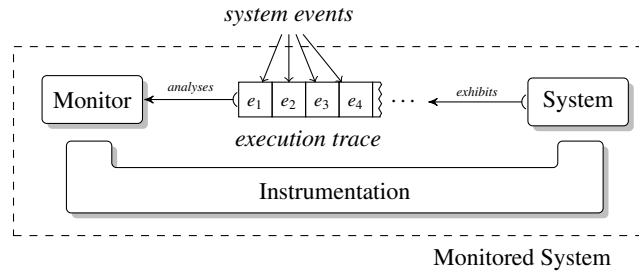 system events
Monitor
analyses
e1 e2 e3 e4 ...
exhibits
System
execution trace
Instrumentation
Monitored System